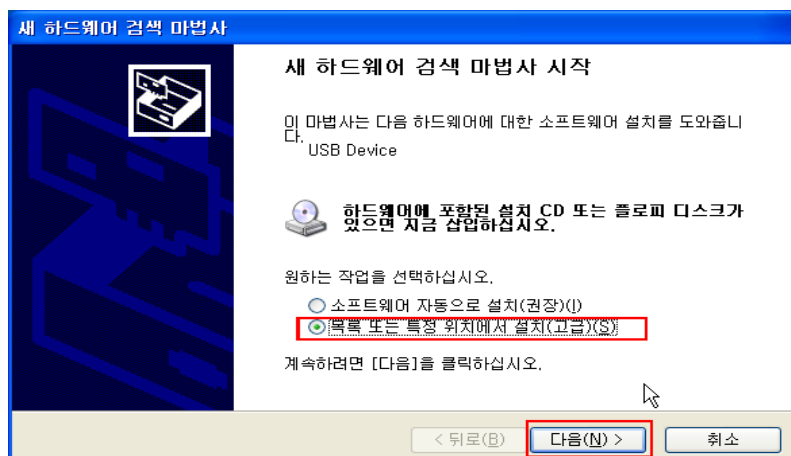 새 하드웨어 검색 마법사
새 하드웨어 검색 마법사 시작
이 마법사는 다음 하드웨어에 대한 소프트웨어 설치를 도와줍니
다.
USB Device
하드웨어에 포함된 설치 CD 또는 플로피 디스크가
있으면 지금 삽입하십시오.
원하는 작업을 선택하십시오.
소프트웨어 자동으로 설치(권장)(I)
목록 또는 특정 위치에서 설치(고급)(S)
계속하려면 [다음]을 클릭하십시오.
< 뒤로(B) 다음(N) > 취소